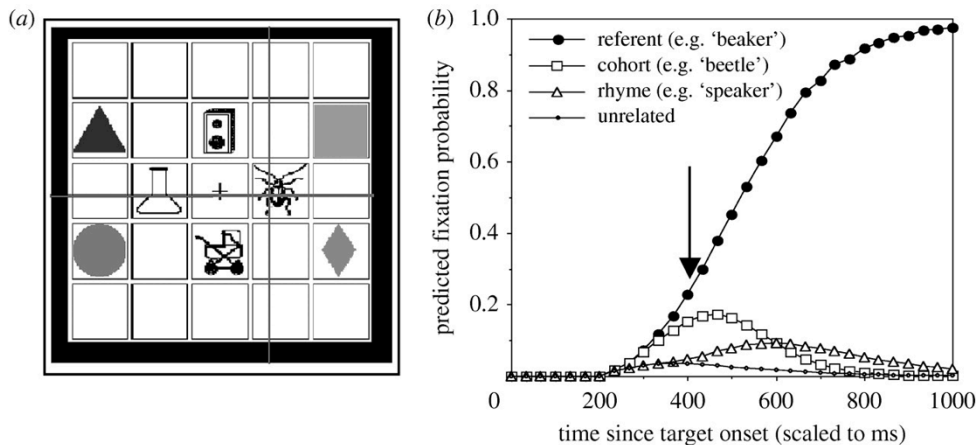 (a)
(b)
1.0
0.8
0.6
0.4
0.2
0
200
400
600
800
1000
predicted fixation probability
time since target onset (scaled to ms)
referent (e.g. ‘beaker’)
cohort (e.g. ‘beetle’)
rhyme (e.g. ‘speaker’)
unrelated